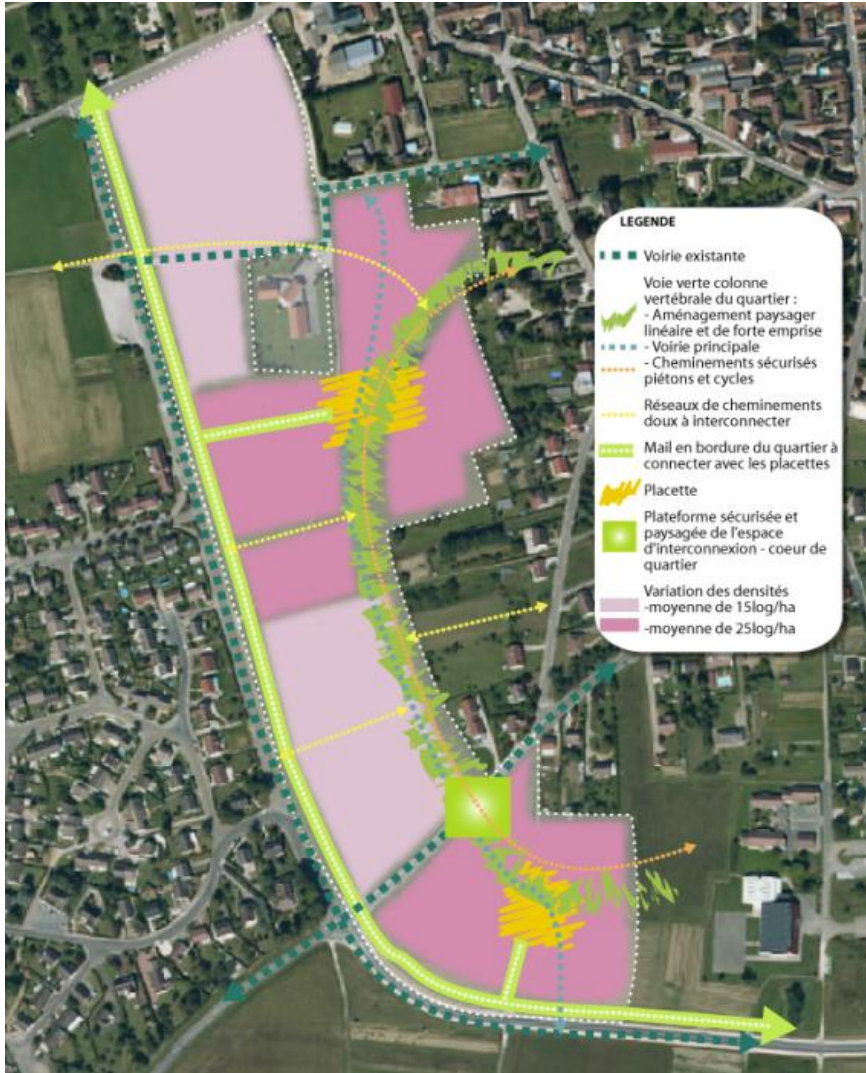 LEGENDE
Voirie existante
Voie verte colonne
vertébrale du quartier :
- Aménagement paysager
linéaire et de forte emprise
- Voirie principale
- Cheminements sécurisés
piétons et cycles
Réseaux de cheminements
doux à interconnecter
Mail en bordure du quartier à
connecter avec les placettes
Placette
Plateforme sécurisée et
paysagée de l'espace
d'interconnexion - coeur de
quartier
Variation des densités
-moyenne de 15log/ha
-moyenne de 25log/ha